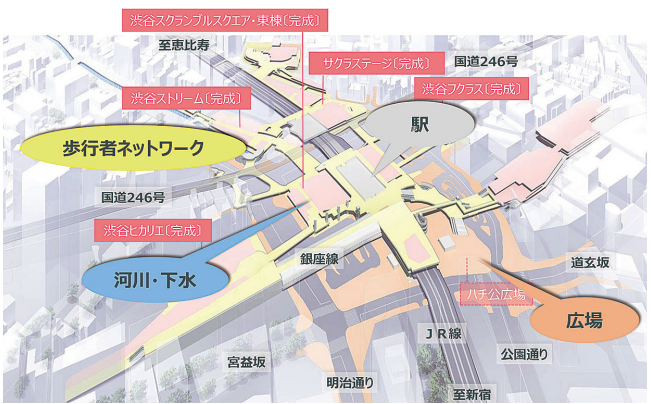 渋谷スクランブルスクエア・東棟〔完成〕
至恵比寿
サクラステージ〔完成〕
国道246号
渋谷ストリーム〔完成〕
渋谷フクラス〔完成〕
歩行者ネットワーク
駅
国道246号
渋谷ヒカリエ〔完成〕
河川・下水
銀座線
道玄坂
ハチ公広場
広場
JR線
宮益坂
公園通り
明治通り
至新宿